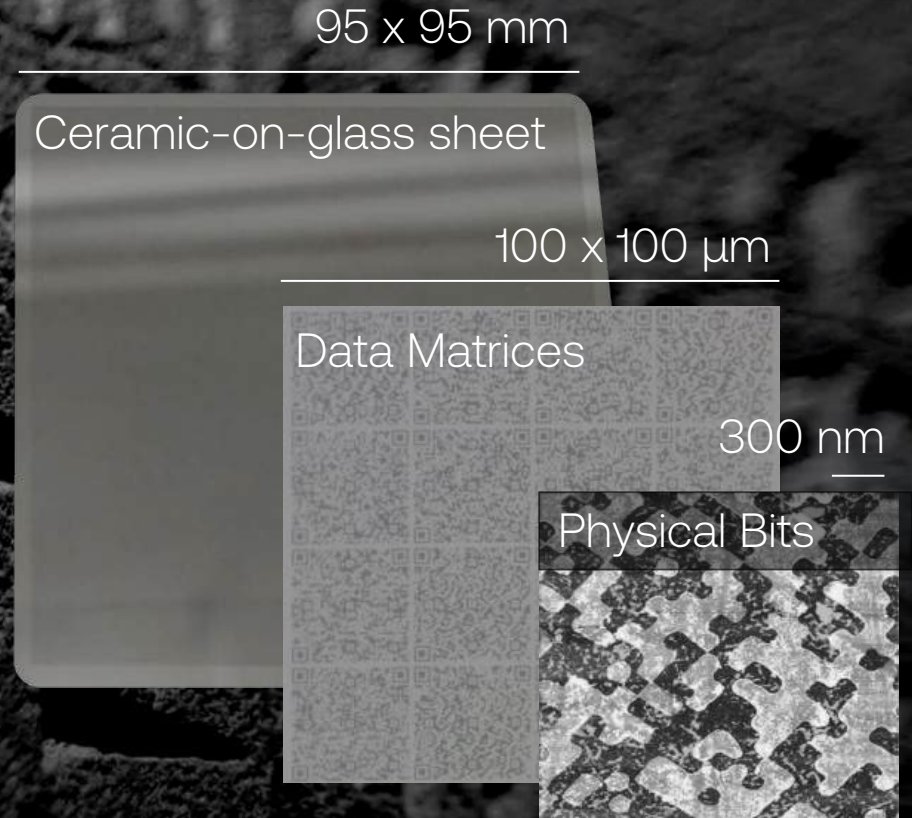 95 x 95 mm
Ceramic-on-glass sheet
100 x 100 µm
Data Matrices
300 nm
Physical Bits